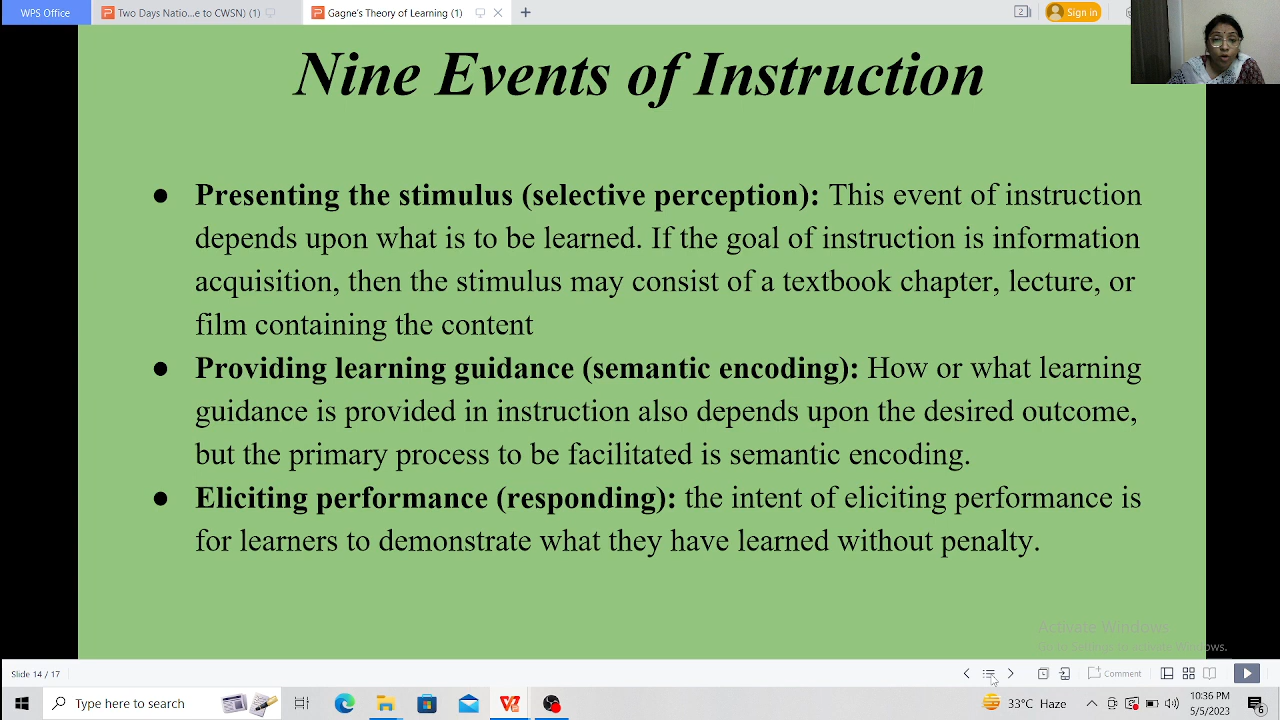 WPS Office
Two Days Natio...e to CWSN) (1)
Gagne's Theory of Learning (1)
2
Sign in
Nine Events of Instruction
● Presenting the stimulus (selective perception): This event of instruction
depends upon what is to be learned. If the goal of instruction is information
acquisition, then the stimulus may consist of a textbook chapter, lecture, or
film containing the content
● Providing learning guidance (semantic encoding): How or what learning
guidance is provided in instruction also depends upon the desired outcome,
but the primary process to be facilitated is semantic encoding.
● Eliciting performance (responding): the intent of eliciting performance is
for learners to demonstrate what they have learned without penalty.
Activate Windows
Go to Settings to activate Windows.
Slide 14 / 17
Comment
Type here to search
33°C Haze
10:36 PM
5/5/2023
6